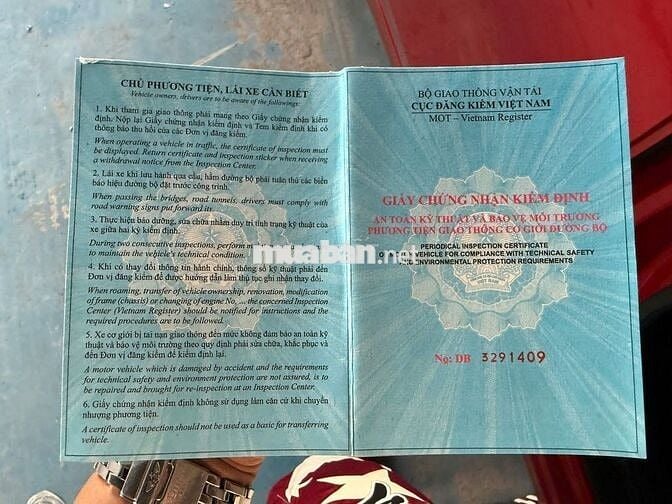 CHỦ PHƯƠNG TIỆN, LÁI XE CẦN BIẾT
Vehicle owners, drivers are to be aware of the followings:
1. Khi tham gia giao thông phải mang theo Giấy chứng nhận kiểm
định. Nộp lại Giấy chứng nhận kiểm định và Tem kiểm định khi có
thông báo thu hồi của các Đơn vị đăng kiểm.
When operating a vehicle in traffic, the certificate of inspection must
be displayed. Return certificate and inspection sticker when receiving
a withdrawal notice from the Inspection Center.
2. Lái xe khi lưu hành qua cầu, hầm đường bộ phải tuân thủ các biển
báo hiệu đường bộ đặt trước công trình.
When passing the bridges, road tunnels, drivers must comply with
road warning signs put forward its.
3. Thực hiện bảo dưỡng, sửa chữa nhằm duy trì tình trạng kỹ thuật của
xe giữa hai kỳ kiểm định.
During two consecutive inspections, perform
to maintain the vehicle's technical condition.
4. Khi có thay đổi thông tin hành chính, thông số kỹ thuật phải đến
Đơn vị đăng kiểm để được hướng dẫn làm thủ tục ghi nhận thay đổi.
When roaming, transfer of vehicle ownership, renovation, modification
of frame (chassis) or changing of engine No, ... the concerned Inspection
Center (Vietnam Register) should be notified for instructions and the
required procedures are to be followed.
5. Xe cơ giới bị tai nạn giao thông đến mức không đảm bảo an toàn kỹ
thuật và bảo vệ môi trường theo quy định phải sửa chữa, khắc phục và
đến Đơn vị đăng kiểm để kiểm định lại.
A motor vehicle which is damaged by accident and the requirements
for technical safety and environment protection are not assured, is to
be repaired and brought for re-inspection at an Inspection Center.
6. Giấy chứng nhận kiểm định không sử dụng làm căn cứ khi chuyển
nhượng phương tiện.
A certificate of inspection should not be used as a basic for transferring
vehicle.
BỘ GIAO THÔNG VẬN TẢI
CỤC ĐĂNG KIỂM VIỆT NAM
MOT – Vietnam Register
GIẤY CHỨNG NHẬN KIỂM ĐỊNH
AN TOÀN KỸ THUẬT VÀ BẢO VỆ MÔI TRƯỜNG
PHƯƠNG TIỆN GIAO THÔNG CƠ GIỚI ĐƯỜNG BỘ
PERIODICAL INSPECTION CERTIFICATE
VEHICLE FOR COMPLIANCE WITH TECHNICAL SAFETY
ENVIRONMENTAL PROTECTION REQUIREMENTS
VIỆT NAM
No: DB 3291409
muaban.net